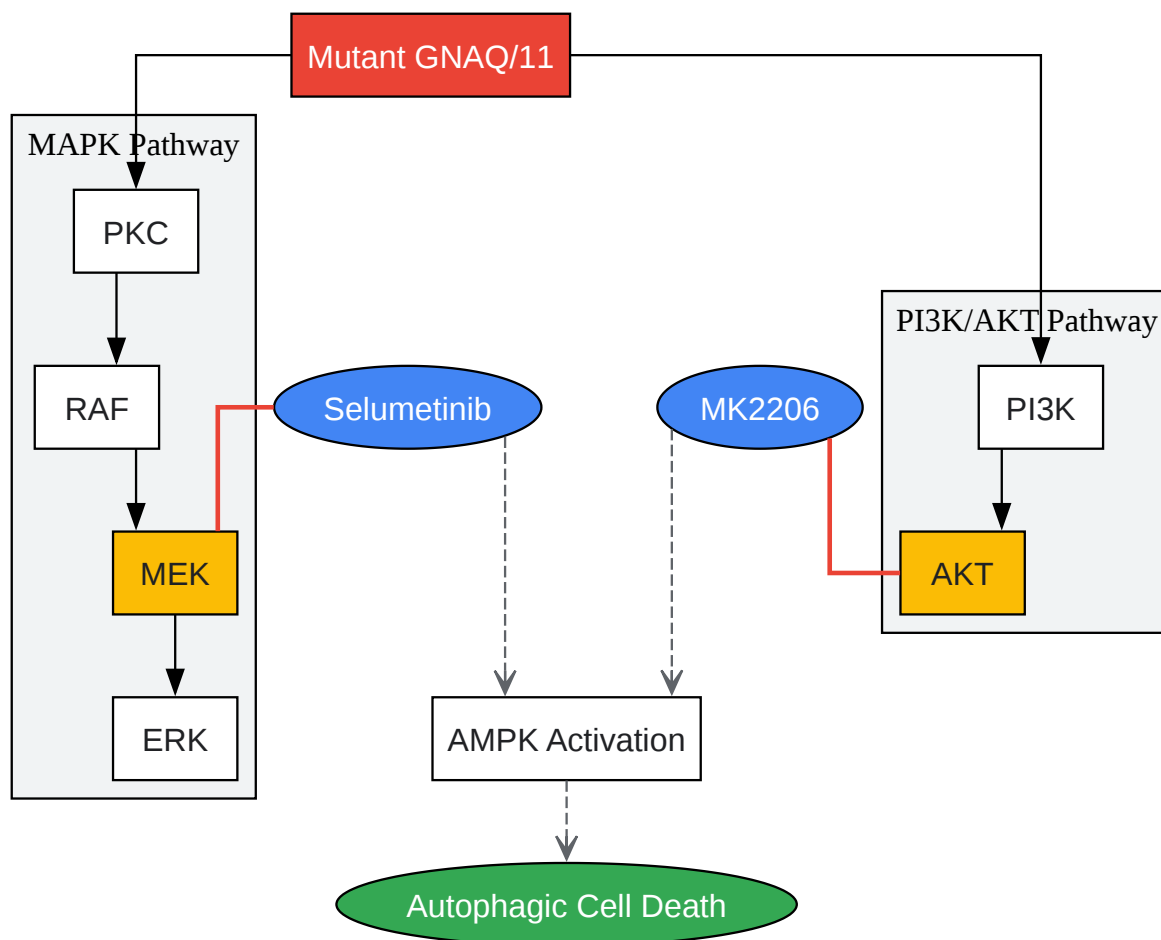 Mutant GNAQ/11
MAPK Pathway
PKC
PI3K/AKT Pathway
RAF
Selumetinib
MK2206
PI3K
MEK
AKT
ERK
AMPK Activation
Autophagic Cell Death